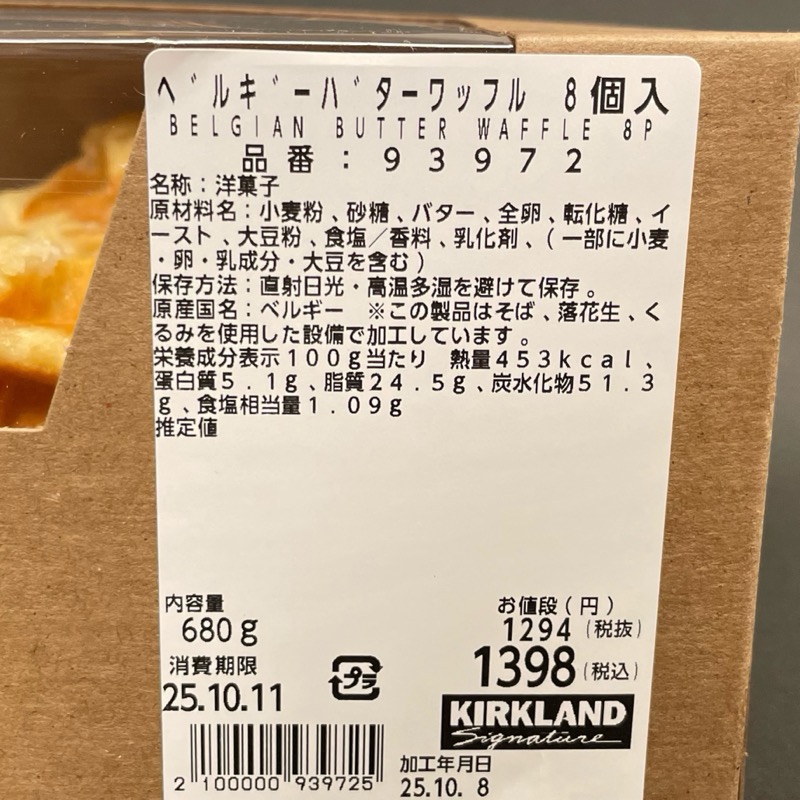 ベルギーバターワッフル 8個入
BELGIAN BUTTER WAFFLE 8P
品番:93972
名称:洋菓子
原材料名:小麦粉、砂糖、バター、全卵、転化糖、イ
ースト、大豆粉、食塩/香料、乳化剤、(一部に小麦
・卵・乳成分・大豆を含む)
保存方法:直射日光・高温多湿を避けて保存。
原産国名:ベルギー ※この製品はそば、落花生、く
るみを使用した設備で加工しています。
栄養成分表示100g当たり 熱量453kcal、
蛋白質5.1g、脂質24.5g、炭水化物51.3
g、食塩相当量1.09g
推定値
内容量
680g
お値段(円)
1294(税抜)
1398(税込)
消費期限
25.10.11
プラ
KIRKLAND
Signature
2 100000 939725
加工年月日
25.10. 8